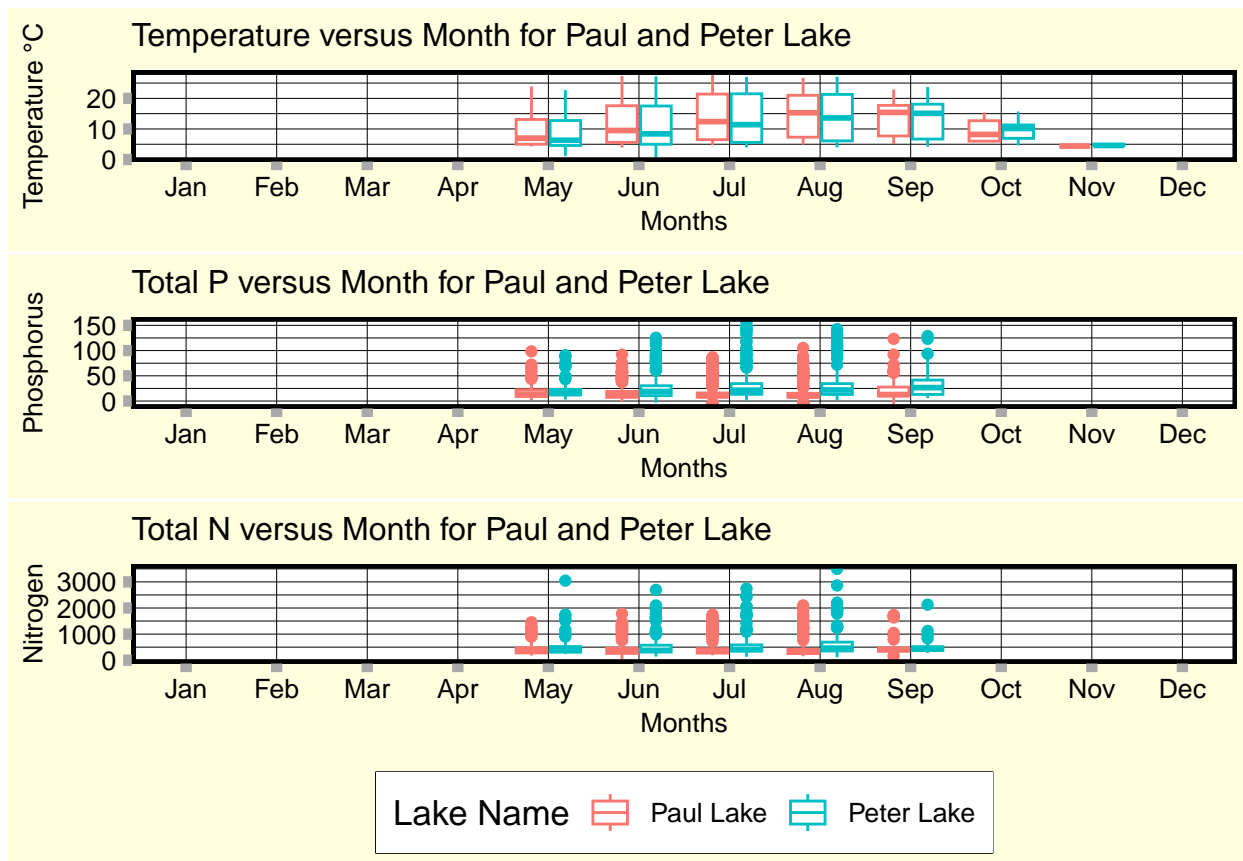 Temperature versus Month for Paul and Peter Lake
Temperature °C
20
10
0
Jan Feb Mar Apr May Jun Jul Aug Sep Oct Nov Dec
Months
Total P versus Month for Paul and Peter Lake
Phosphorus
150
100
50
0
Jan Feb Mar Apr May Jun Jul Aug Sep Oct Nov Dec
Months
Total N versus Month for Paul and Peter Lake
Nitrogen
3000
2000
1000
0
Jan Feb Mar Apr May Jun Jul Aug Sep Oct Nov Dec
Months
Lake Name Paul Lake Peter Lake